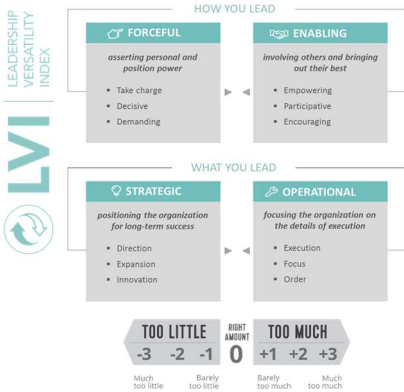 LEADERSHIP
VERSATILITY
INDEX
LVI
HOW YOU LEAD
FORCEFUL
asserting personal and
position power
▪ Take charge
▪ Decisive
▪ Demanding
ENABLING
involving others and bringing
out their best
▪ Empowering
▪ Participative
▪ Encouraging
WHAT YOU LEAD
STRATEGIC
positioning the organization
for long-term success
▪ Direction
▪ Expansion
▪ Innovation
OPERATIONAL
focusing the organization on
the details of execution
▪ Execution
▪ Focus
▪ Order
TOO LITTLE
-3 -2 -1
RIGHT
AMOUNT
0
TOO MUCH
+1 +2 +3
Much
too little
Barely
too little
Barely
too much
Much
too much